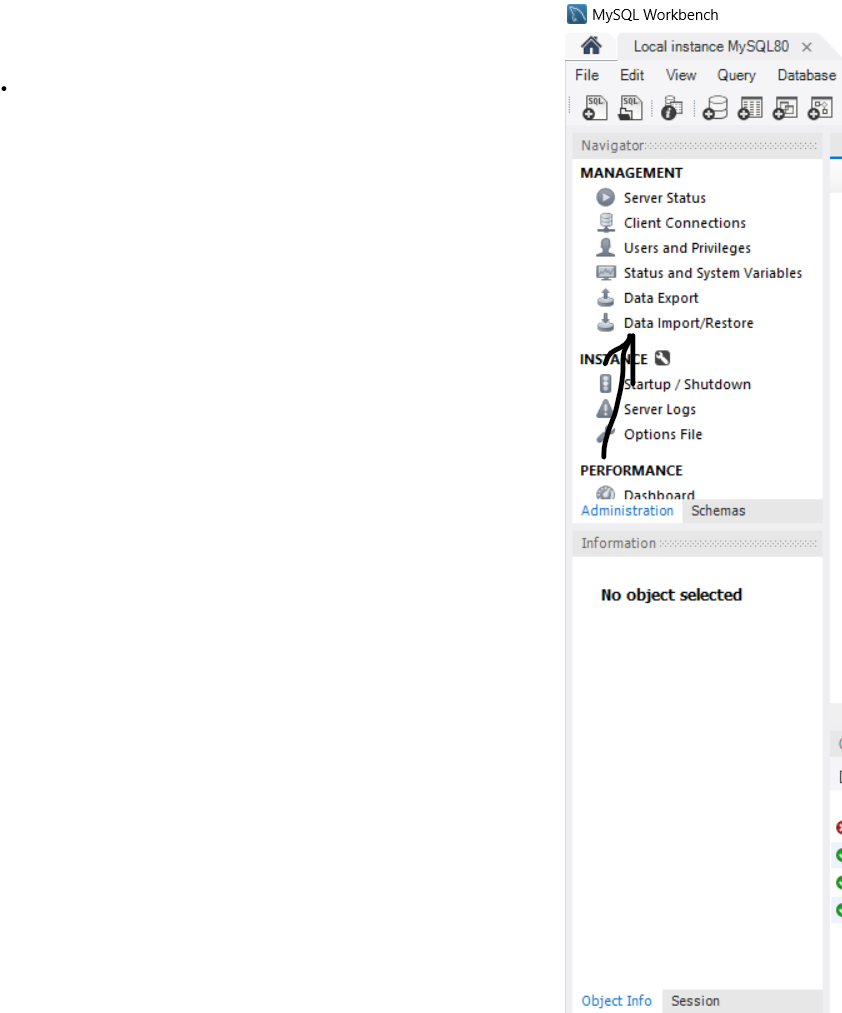 MySQL Workbench
Local instance MySQL80
File Edit View Query Database
Navigator
MANAGEMENT
Server Status
Client Connections
Users and Privileges
Status and System Variables
Data Export
Data Import/Restore
INSTANCE
Startup / Shutdown
Server Logs
Options File
PERFORMANCE
Dashboard
Administration Schemas
Information
No object selected
Object Info Session